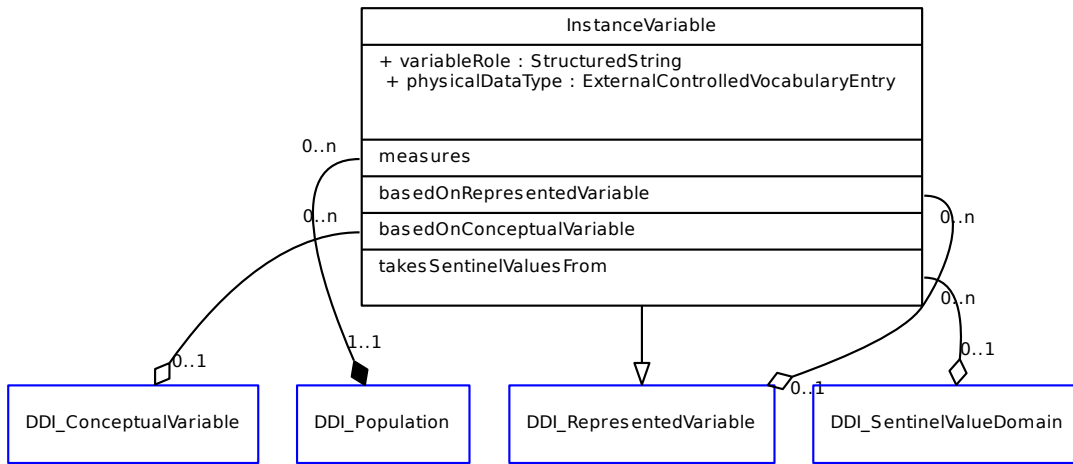 InstanceVariable
+ variableRole : StructuredString
+ physicalDataType : ExternalControlledVocabularyEntry
0..n
measures
basedOnRepresentedVariable
0..n
0..n
basedOnConceptualVariable
takesSentinelValuesFrom
0..n
1..1
0..1
0..1
0..1
DDI_ConceptualVariable
DDI_Population
DDI_RepresentedVariable
DDI_SentinelValueDomain